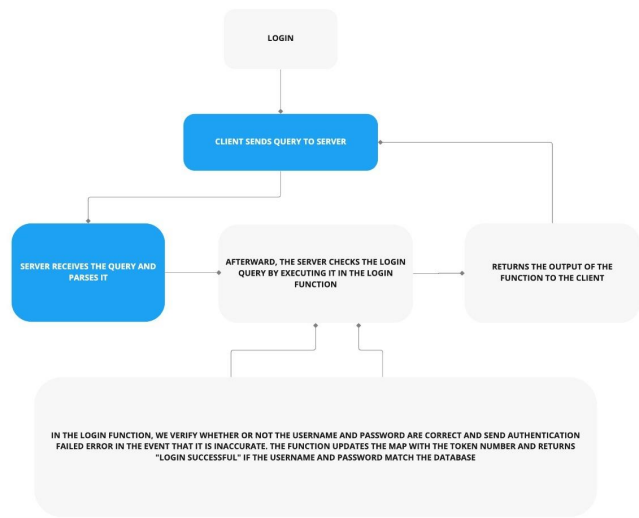 LOGIN
CLIENT SENDS QUERY TO SERVER
SERVER RECEIVES THE QUERY AND
PARSES IT
AFTERWARD, THE SERVER CHECKS THE LOGIN
QUERY BY EXECUTING IT IN THE LOGIN
FUNCTION
RETURNS THE OUTPUT OF THE
FUNCTION TO THE CLIENT
IN THE LOGIN FUNCTION, WE VERIFY WHETHER OR NOT THE USERNAME AND PASSWORD ARE CORRECT AND SEND AUTHENTICATION
FAILED ERROR IN THE EVENT THAT IT IS INACCURATE. THE FUNCTION UPDATES THE MAP WITH THE TOKEN NUMBER AND RETURNS
"LOGIN SUCCESSFUL" IF THE USERNAME AND PASSWORD MATCH THE DATABASE